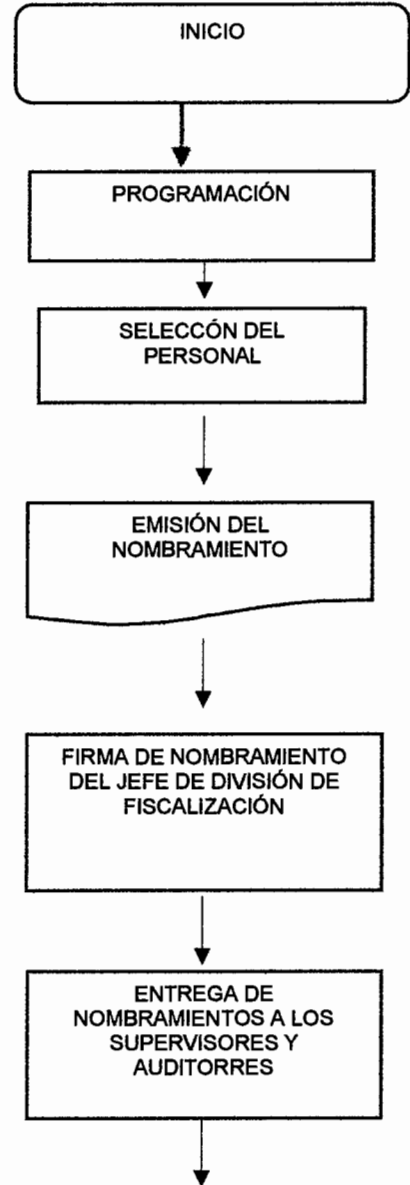 INICIO
PROGRAMACIÓN
SELECCÓN DEL
PERSONAL
EMISIÓN DEL
NOMBRAMIENTO
FIRMA DE NOMBRAMIENTO
DEL JEFE DE DIVISIÓN DE
FISCALIZACIÓN
ENTREGA DE
NOMBRAMIENTOS A LOS
SUPERVISORES Y
AUDITORRES